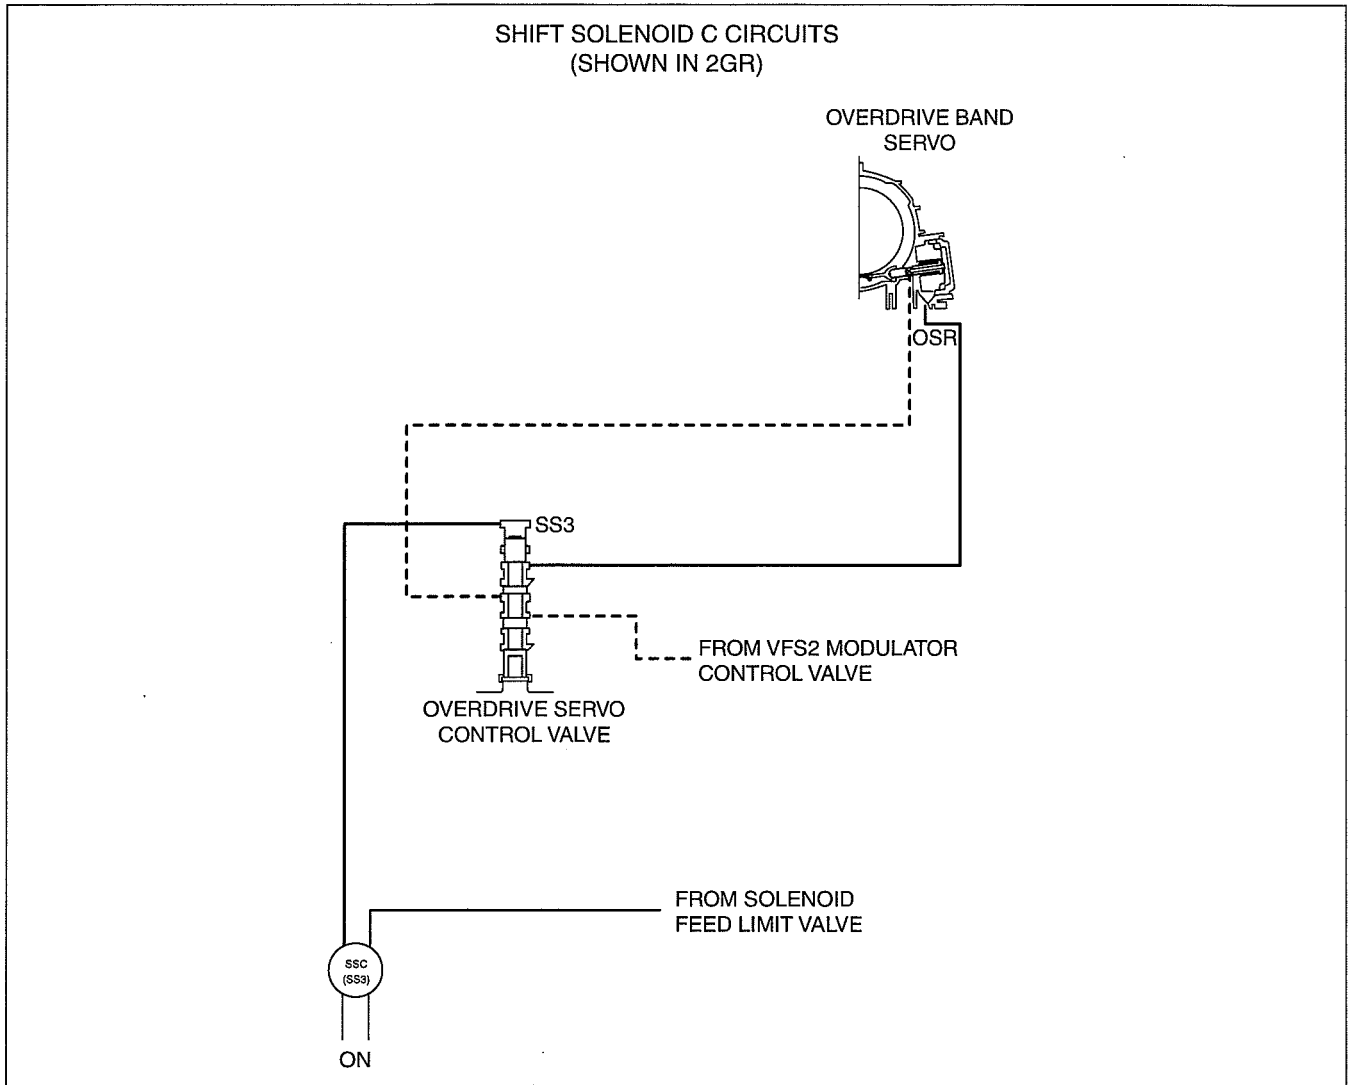 SHIFT SOLENOID C CIRCUITS
(SHOWN IN 2GR)
OVERDRIVE BAND
SERVO
OSR
SS3
FROM VFS2 MODULATOR
CONTROL VALVE
OVERDRIVE SERVO
CONTROL VALVE
FROM SOLENOID
FEED LIMIT VALVE
SSC
(SS3)
ON